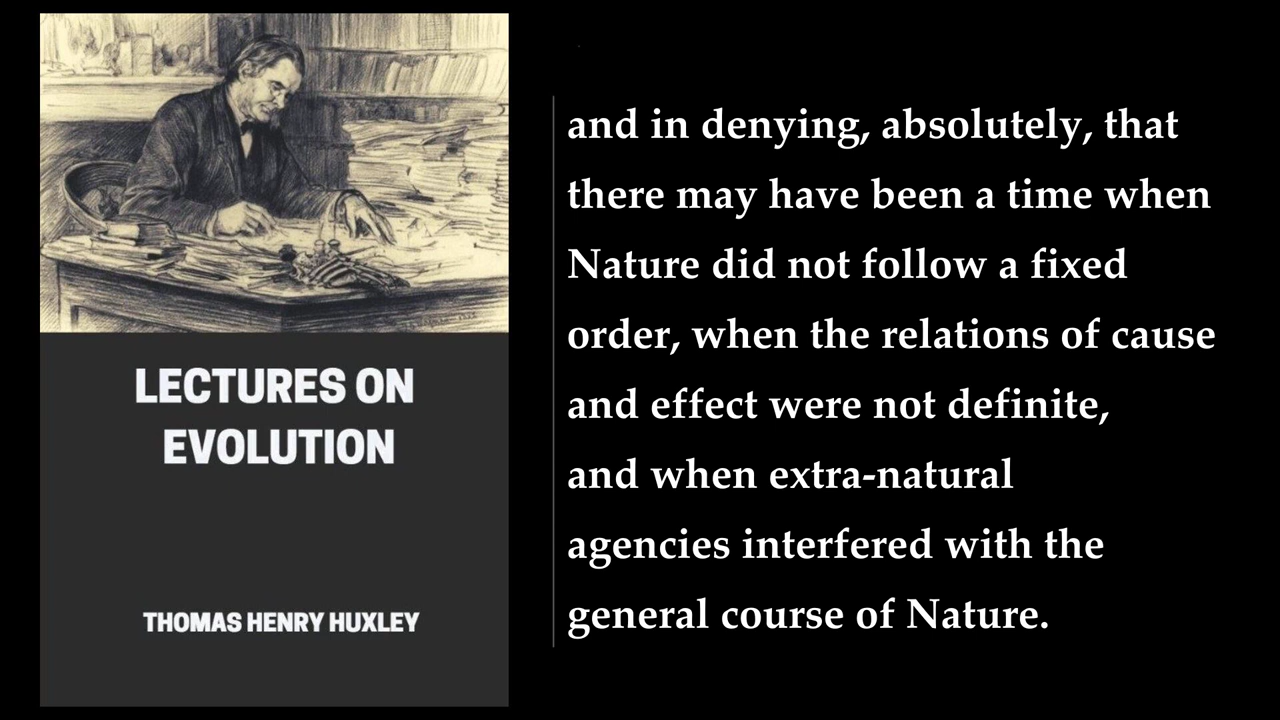 LECTURES ON
EVOLUTION
THOMAS HENRY HUXLEY
and in denying, absolutely, that
there may have been a time when
Nature did not follow a fixed
order, when the relations of cause
and effect were not definite,
and when extra-natural
agencies interfered with the
general course of Nature.